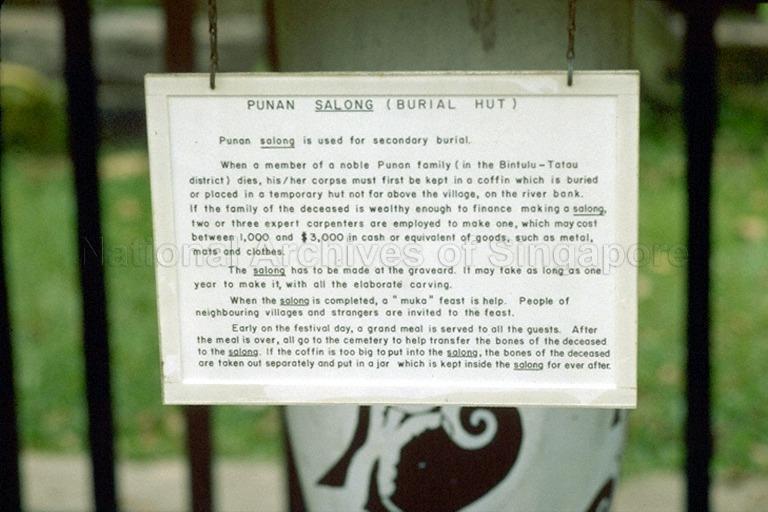 PUNAN SALONG (BURIAL HUT)
Punan salong is used for secondary burial.
When a member of a noble Punan family (in the Bintulu-Tatau
district) dies, his/her corpse must first be kept in a coffin which is buried
or placed in a temporary hut not far above the village, on the river bank.
If the family of the deceased is wealthy enough to finance making a salong,
two or three expert carpenters are employed to make one, which may cost
between 1,000 and $3,000 in cash or equivalent of goods, such as metal,
mats and clothes.
The salong has to be made at the graveard. It may take as long as one
year to make it, with all the elaborate carving.
When the salong is completed, a "muka" feast is help. People of
neighbouring villages and strangers are invited to the feast.
Early on the festival day, a grand meal is served to all the guests. After
the meal is over, all go to the cemetery to help transfer the bones of the deceased
to the salong. If the coffin is too big to put into the salong, the bones of the deceased
are taken out separately and put in a jar which is kept inside the salong for ever after.
National Archives of Singapore